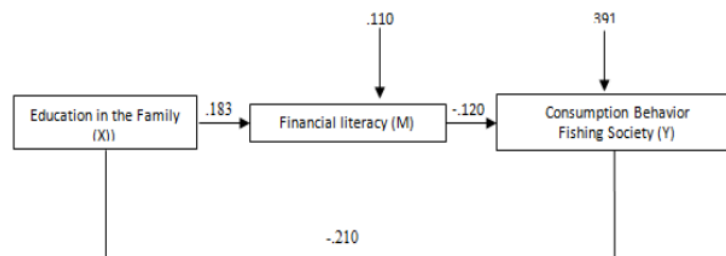 .110
.391
Education in the Family
(X))
.183
Financial literacy (M)
-.120
Consumption Behavior
Fishing Society (Y)
-.210